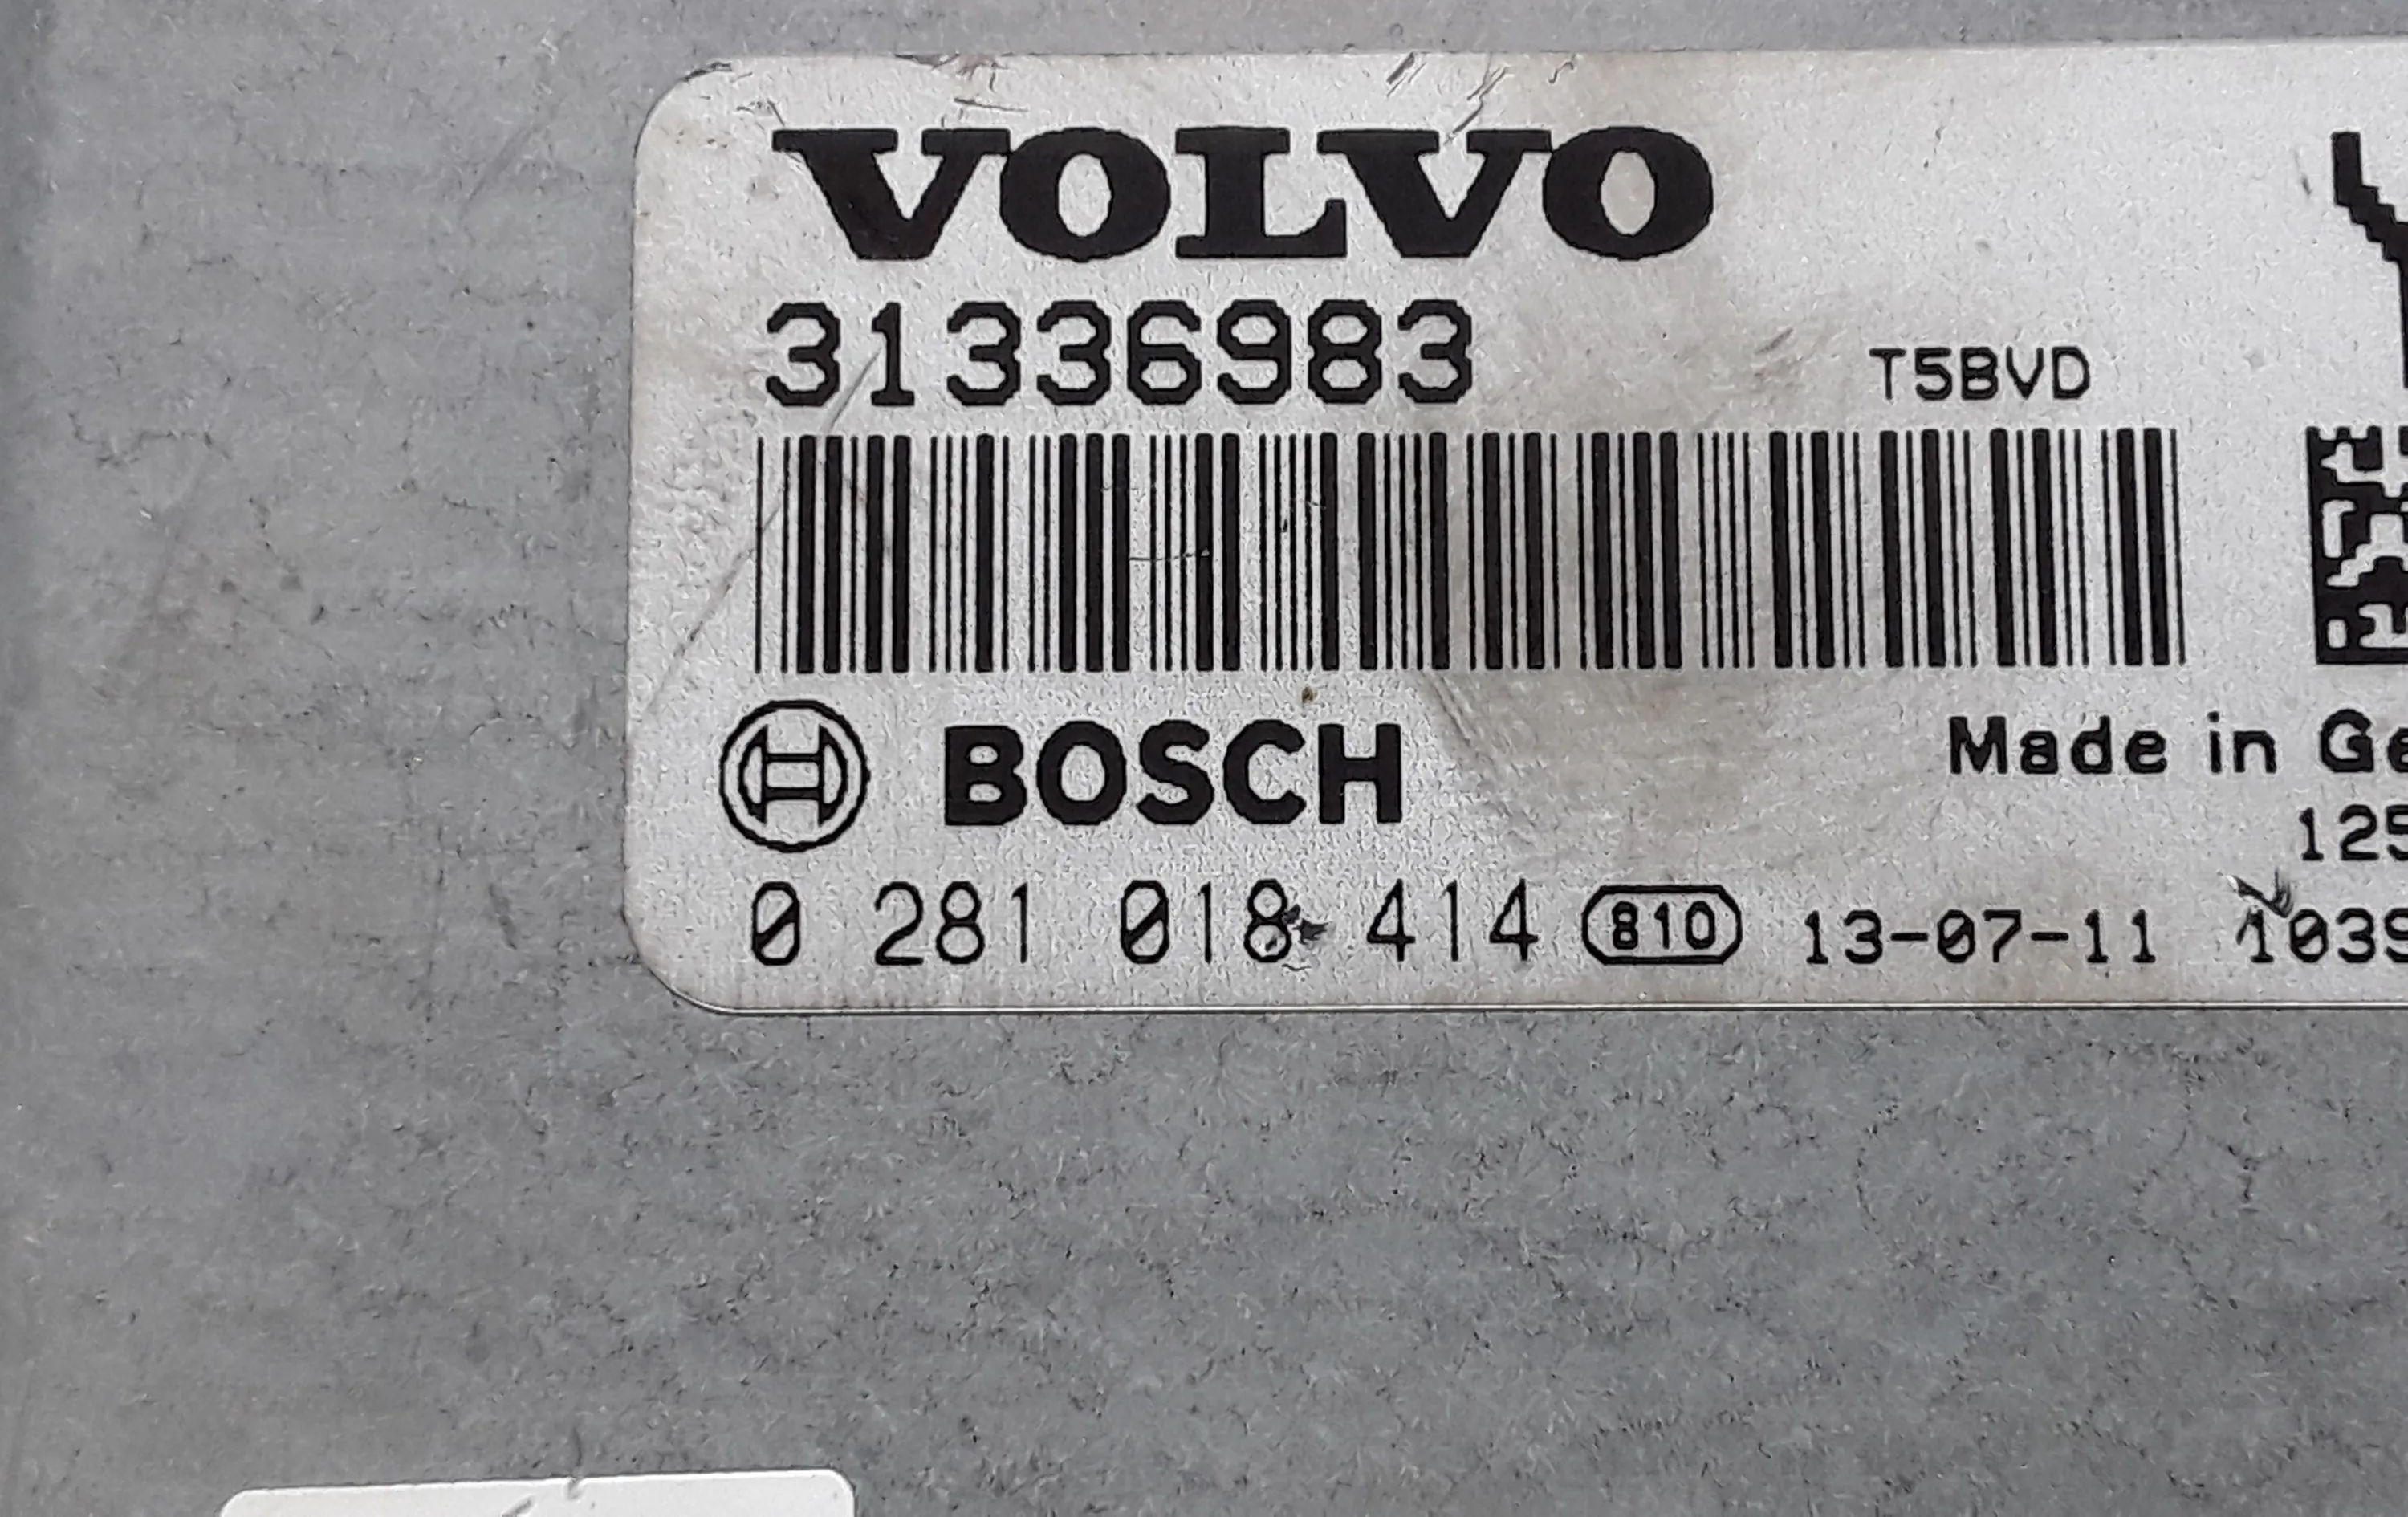 VOLVO
31336983
T5BVD
BOSCH
Made in
0 281 018 414 810 13-07-11